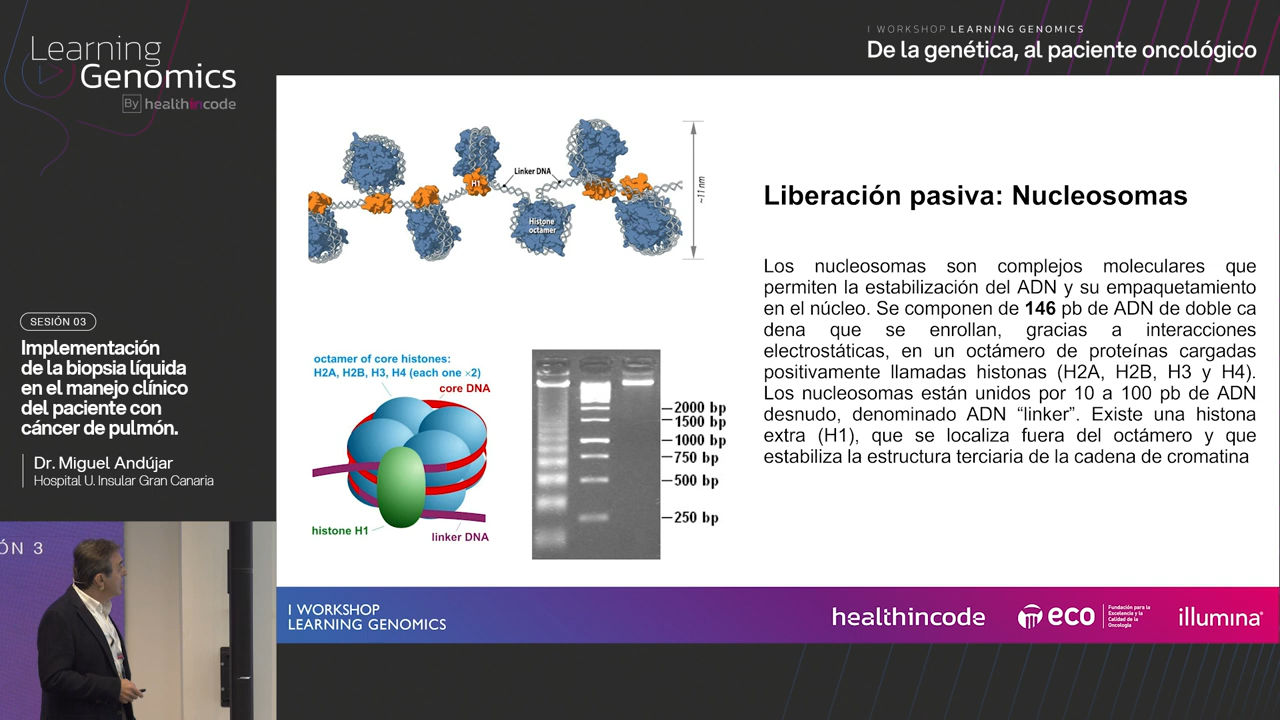 Learning
Genomics
By healthincode
I WORKSHOP LEARNING GENOMICS
De la genética, al paciente oncológico
SESIÓN 03
Implementación
de la biopsia líquida
en el manejo clínico
del paciente con
cáncer de pulmón.
Dr. Miguel Andújar
Hospital U. Insular Gran Canaria
ÓN 3
H1
Linker DNA
Histone
octamer
~11 nm
octamer of core histones:
H2A, H2B, H3, H4 (each one ×2)
core DNA
histone H1
linker DNA
2000 bp
1500 bp
1000 bp
750 bp
500 bp
250 bp
Liberación pasiva: Nucleosomas
Los nucleosomas son complejos moleculares que
permiten la estabilización del ADN y su empaquetamiento
en el núcleo. Se componen de 146 pb de ADN de doble ca
dena que se enrollan, gracias a interacciones
electrostáticas, en un octámero de proteínas cargadas
positivamente llamadas histonas (H2A, H2B, H3 y H4).
Los nucleosomas están unidos por 10 a 100 pb de ADN
desnudo, denominado ADN “linker”. Existe una histona
extra (H1), que se localiza fuera del octámero y que
estabiliza la estructura terciaria de la cadena de cromatina
I WORKSHOP
LEARNING GENOMICS
healthincode
eco
Fundación para la
Excelencia y la
Calidad de la
Oncología
illumina®